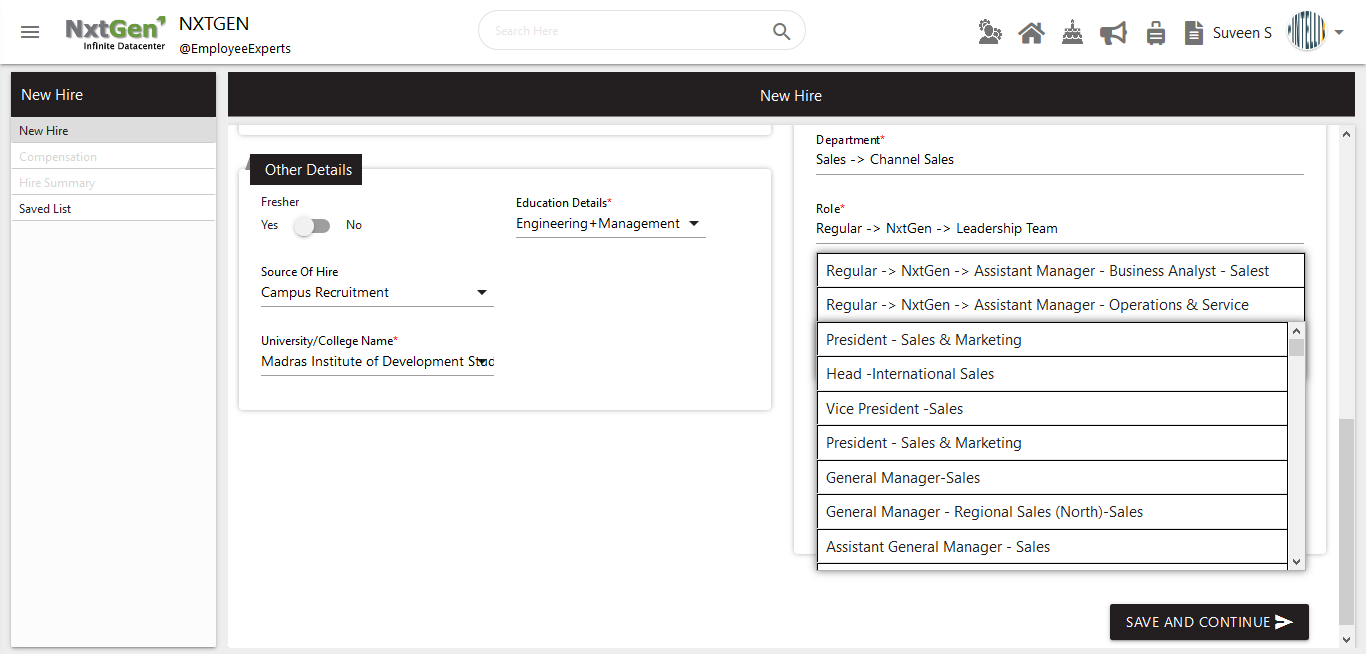 NxtGen
Infinite Datacenter
NXTGEN
@EmployeeExperts
Search Here
Suveen S
INTELLI
New Hire
New Hire
Compensation
Hire Summary
Saved List
New Hire
Other Details
Fresher
Yes No
Education Details*
Engineering+Management
Source Of Hire
Campus Recruitment
University/College Name*
Madras Institute of Development Stud
Department*
Sales -> Channel Sales
Role*
Regular -> NxtGen -> Leadership Team
Regular -> NxtGen -> Assistant Manager - Business Analyst - Salest
Regular -> NxtGen -> Assistant Manager - Operations & Service
President - Sales & Marketing
Head -International Sales
Vice President -Sales
President - Sales & Marketing
General Manager-Sales
General Manager - Regional Sales (North)-Sales
Assistant General Manager - Sales
SAVE AND CONTINUE